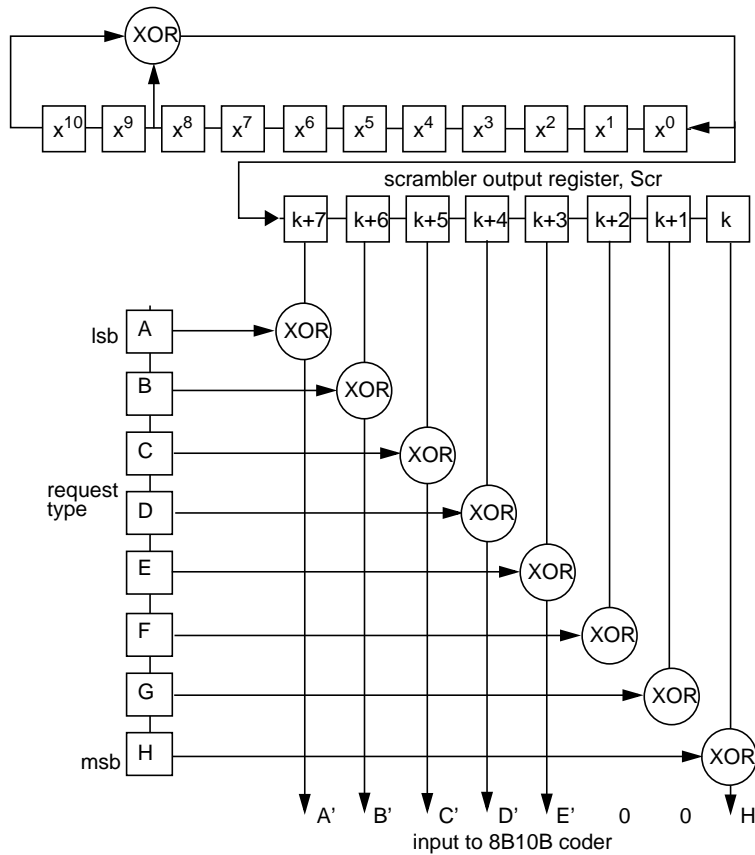 XOR
x10 x9 x8 x7 x6 x5 x4 x3 x2 x1 x0
scrambler output register, Scr
k+7 k+6 k+5 k+4 k+3 k+2 k+1 k
lsb A XOR
B XOR
C XOR
request
type
D XOR
E XOR
F XOR
G XOR
msb H XOR
A’ B’ C’ D’ E’ 0 0 H
input to 8B10B coder